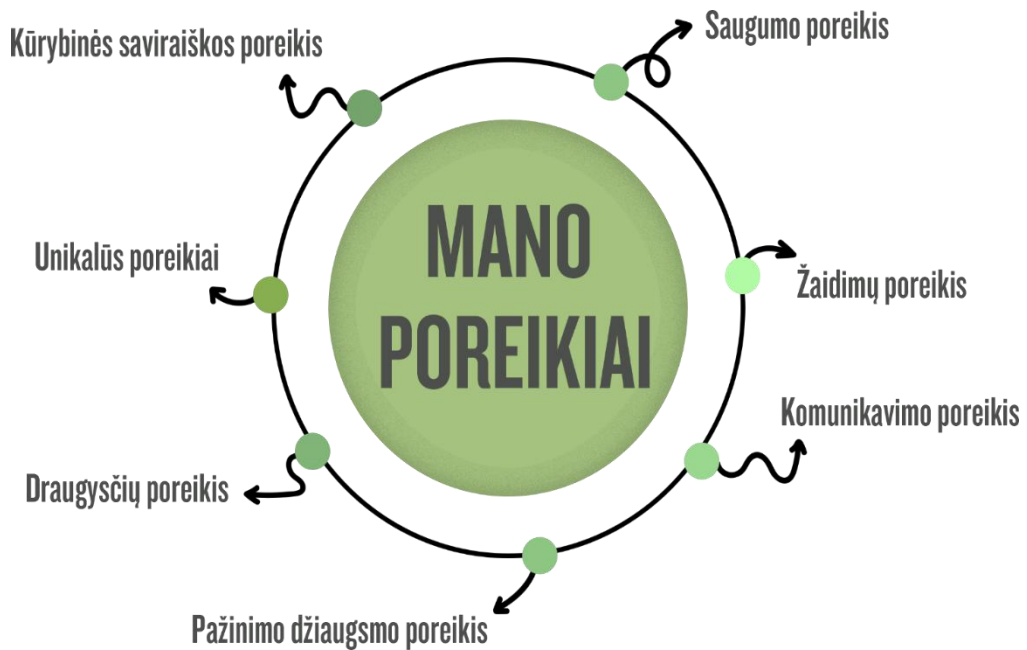 Kūrybinės saviraiškos poreikis
Saugumo poreikis
MANO
POREIKIAI
Unikalūs poreikiai
Žaidimų poreikis
Komunikavimo poreikis
Draugysčių poreikis
Pažinimo džiaugsmo poreikis